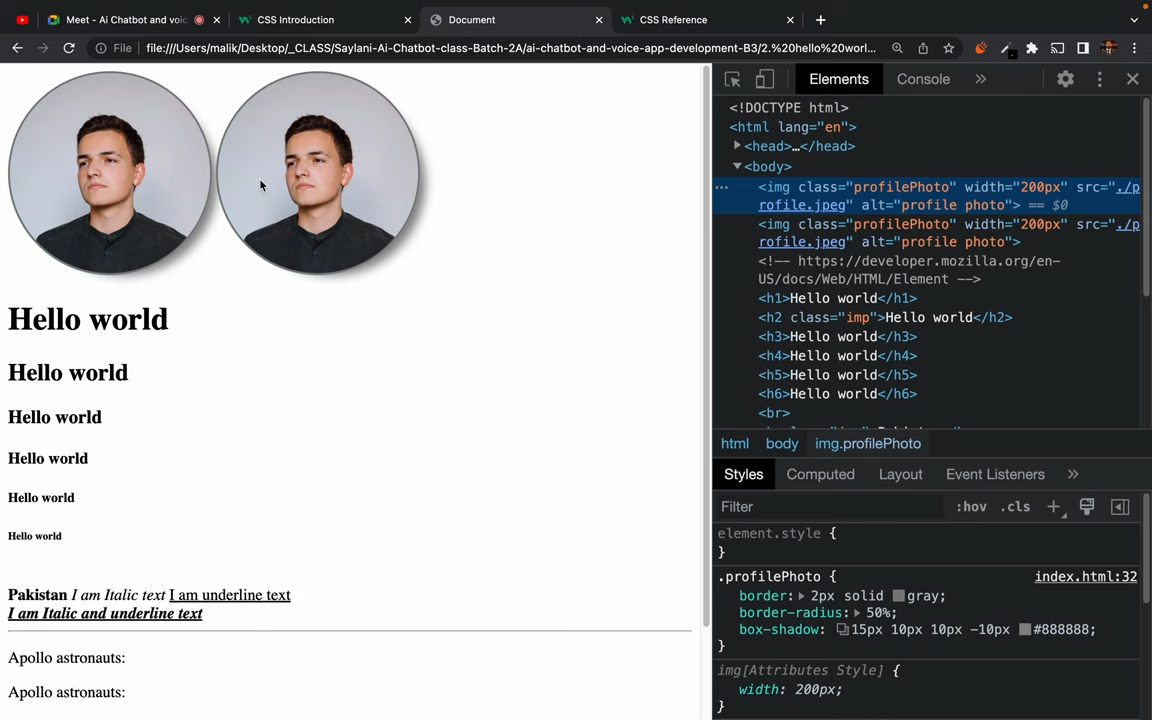 Meet - Ai Chatbot and voic
CSS Introduction
Document
CSS Reference
File
file:///Users/malik/Desktop/_CLASS/Saylani-Ai-Chatbot-class-Batch-2A/ai-chatbot-and-voice-app-development-B3/2.%20hello%20worl...
Elements
Console
<!DOCTYPE html>
<html lang="en">
<head>…</head>
<body>
<img class="profilePhoto" width="200px" src="./p
rofile.jpeg" alt="profile photo"> == $0
<img class="profilePhoto" width="200px" src="./p
rofile.jpeg" alt="profile photo">
<!-- https://developer.mozilla.org/en-
US/docs/Web/HTML/Element -->
<h1>Hello world</h1>
<h2 class="imp">Hello world</h2>
<h3>Hello world</h3>
<h4>Hello world</h4>
<h5>Hello world</h5>
<h6>Hello world</h6>
<br>
html
body
img.profilePhoto
Styles
Computed
Layout
Event Listeners
Filter
:hov
.cls
element.style {
}
.profilePhoto {
index.html:32
border: 2px solid gray;
border-radius: 50%;
box-shadow: 15px 10px 10px -10px #888888;
}
img[Attributes Style] {
width: 200px;
}
Hello world
Hello world
Hello world
Hello world
Hello world
Hello world
Pakistan I am Italic text I am underline text
I am Italic and underline text
Apollo astronauts:
Apollo astronauts: